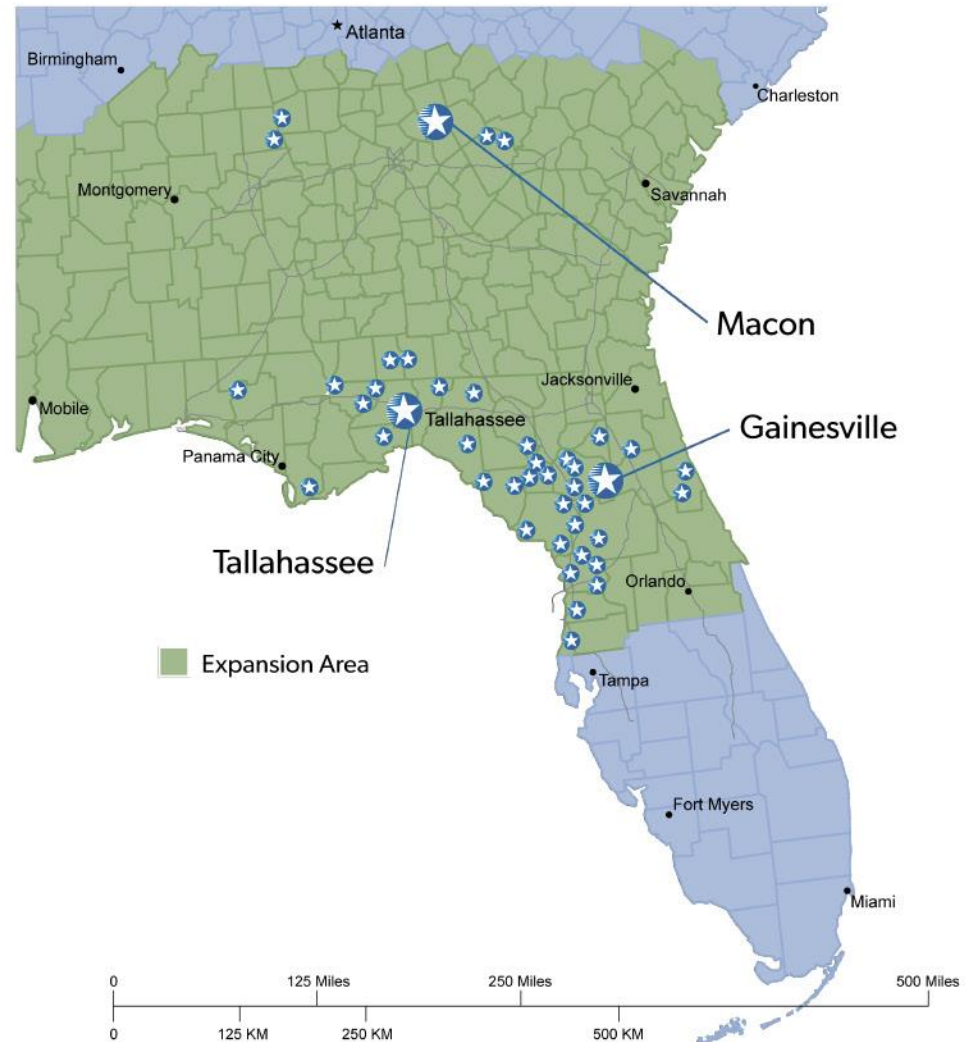 Atlanta
Birmingham
Charleston
Montgomery
Savannah
Macon
Jacksonville
Mobile
Tallahassee
Gainesville
Panama City
Tallahassee
Orlando
Expansion Area
Tampa
Fort Myers
Miami
0 125 Miles 250 Miles 500 Miles
0 125 KM 250 KM 500 KM